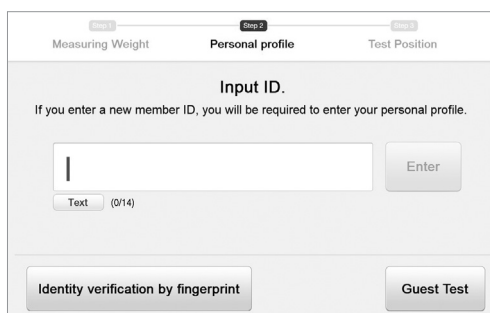 Step 1
Step 2
Step 3
Measuring Weight
Personal profile
Test Position
Input ID.
If you enter a new member ID, you will be required to enter your personal profile.
Enter
Text (0/14)
Identity verification by fingerprint
Guest Test